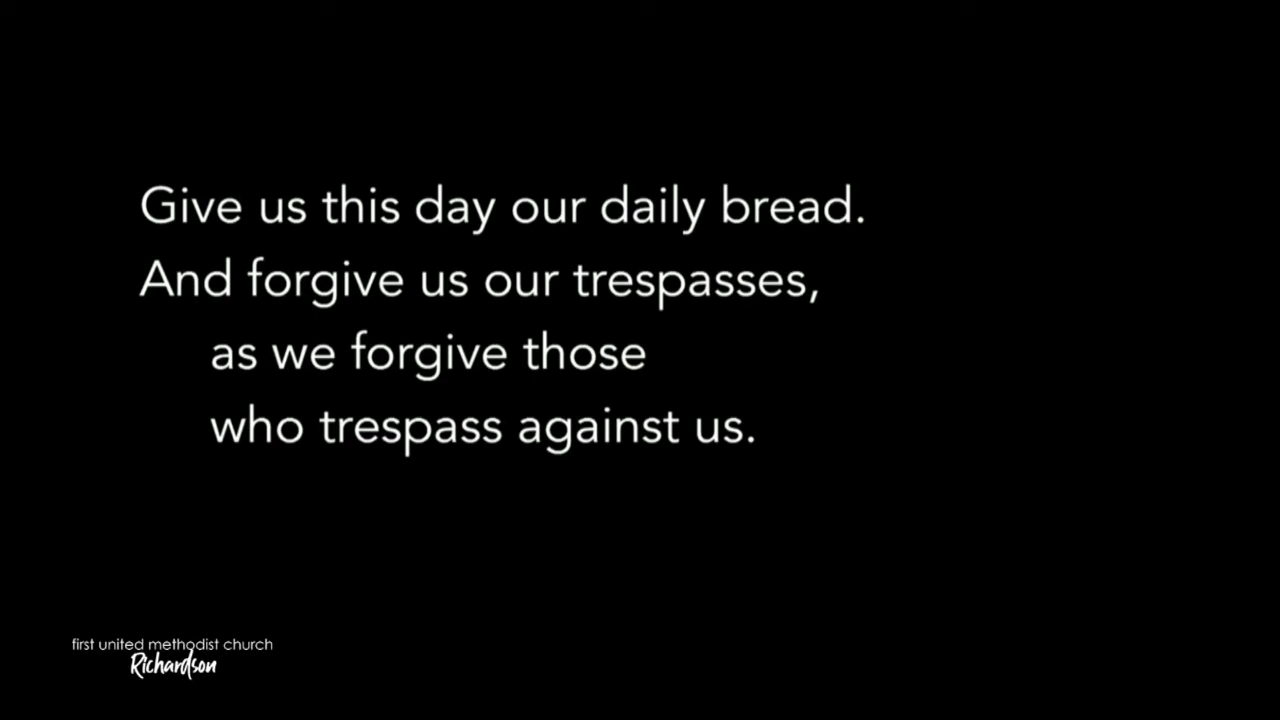 Give us this day our daily bread.
And forgive us our trespasses,
as we forgive those
who trespass against us.
first united methodist church
Richardson